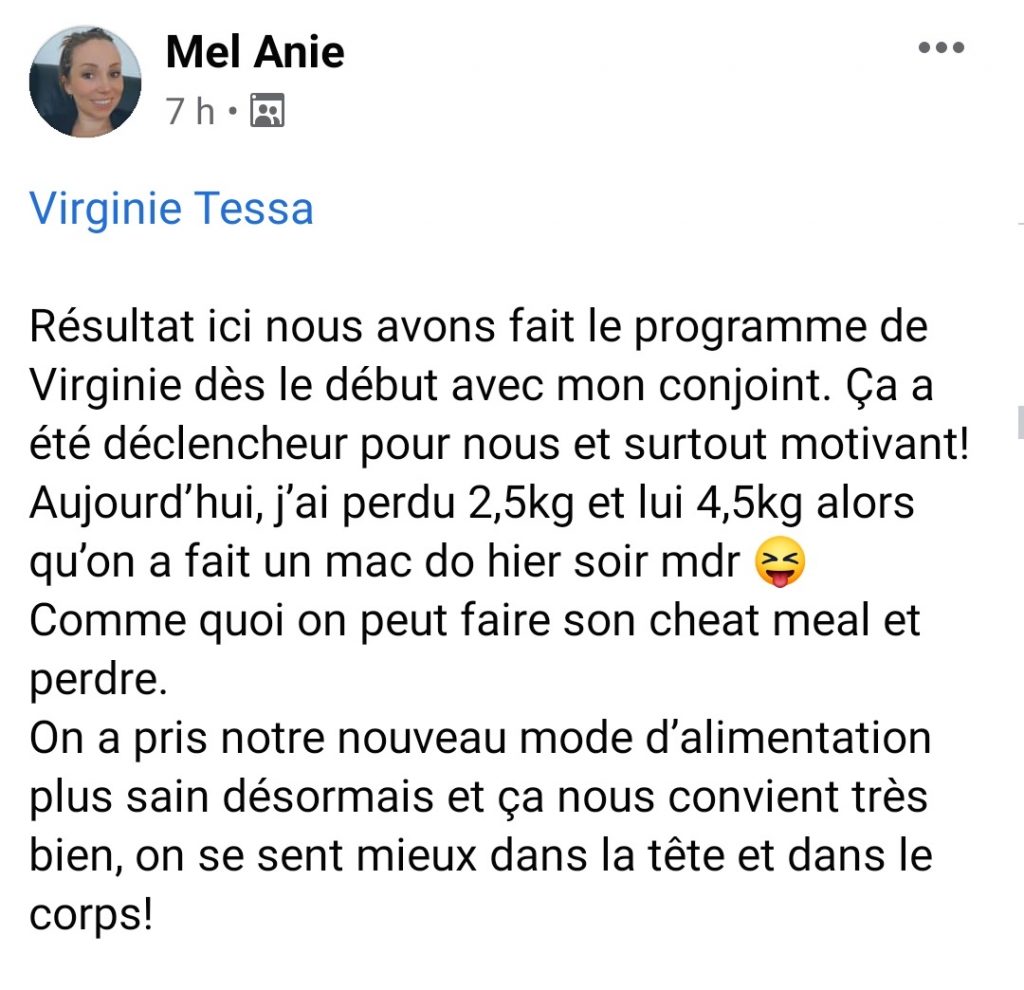 Mel Anie
7 h •
Virginie Tessa
Résultat ici nous avons fait le programme de
Virginie dès le début avec mon conjoint. Ça a
été déclencheur pour nous et surtout motivant!
Aujourd’hui, j’ai perdu 2,5kg et lui 4,5kg alors
qu’on a fait un mac do hier soir mdr 😝
Comme quoi on peut faire son cheat meal et
perdre.
On a pris notre nouveau mode d’alimentation
plus sain désormais et ça nous convient très
bien, on se sent mieux dans la tête et dans le
corps!